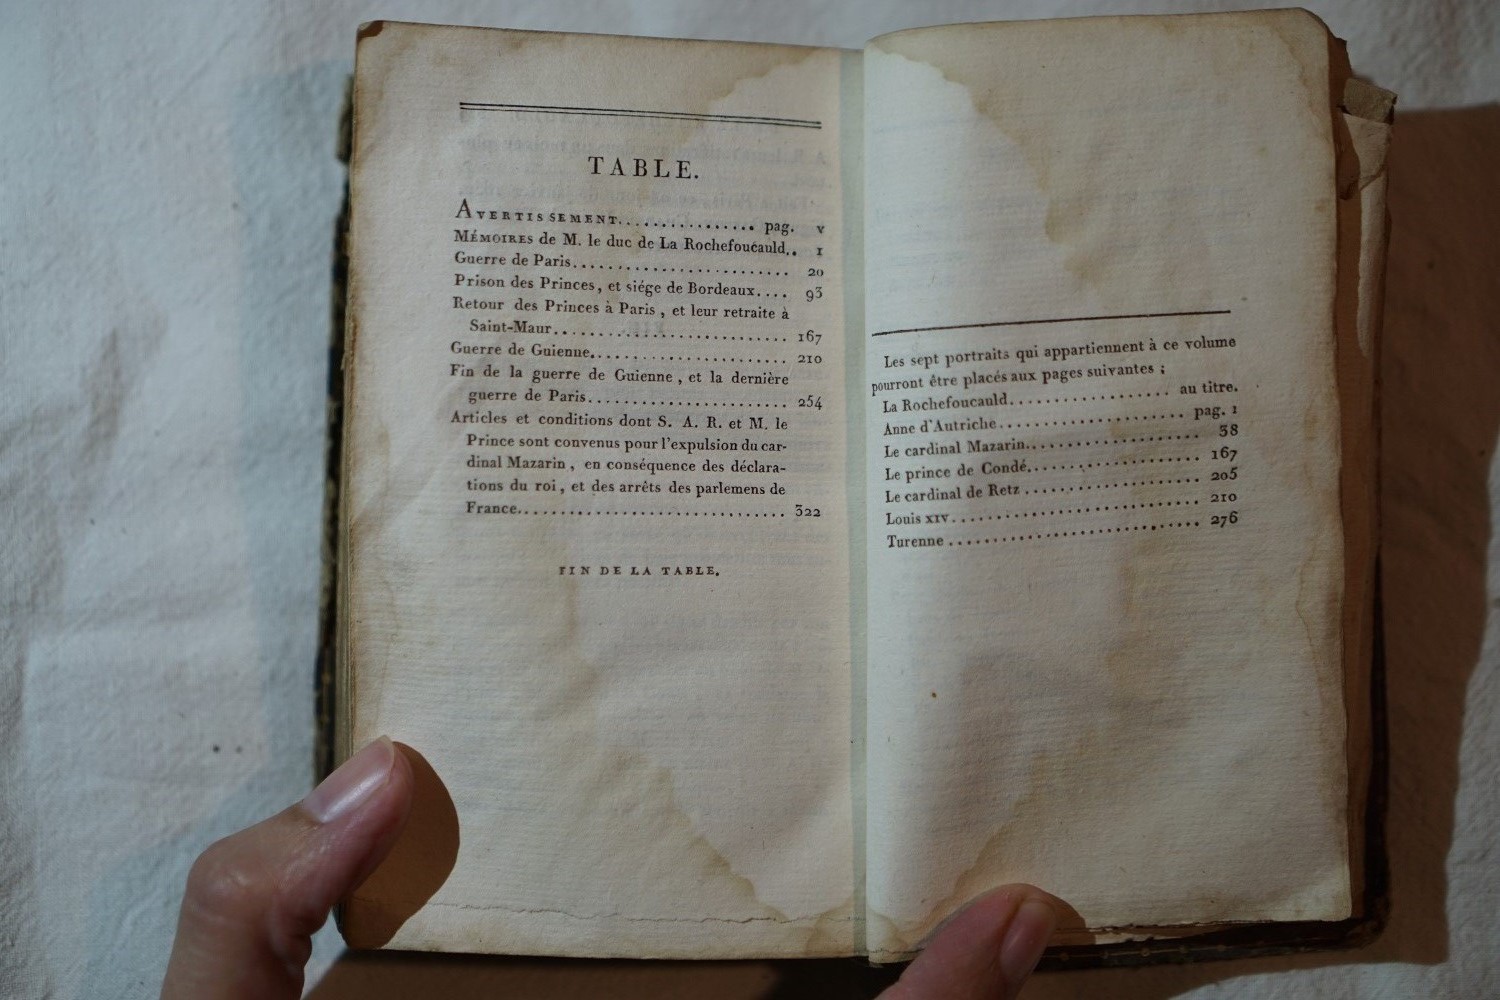 TABLE.
AVERTISSEMENT................ pag. v
MÉMOIRES de M. le duc de La Rochefoucauld.. 1
Guerre de Paris.......................... 20
Prison des Princes, et siége de Bordeaux.... 93
Retour des Princes à Paris, et leur retraite à
Saint-Maur............................ 167
Guerre de Guienne........................ 210
Fin de la guerre de Guienne, et la dernière
guerre de Paris........................ 254
Articles et conditions dont S. A. R. et M. le
Prince sont convenus pour l'expulsion du car-
dinal Mazarin, en conséquence des déclara-
tions du roi, et des arrêts des parlemens de
France................................ 322
FIN DE LA TABLE.
Les sept portraits qui appartiennent à ce volume
pourront être placés aux pages suivantes;
La Rochefoucauld.................. au titre.
Anne d'Autriche.................... pag. 1
Le cardinal Mazarin.................... 38
Le prince de Condé.................... 167
Le cardinal de Retz.................... 205
Louis XIV............................ 210
Turenne............................ 276